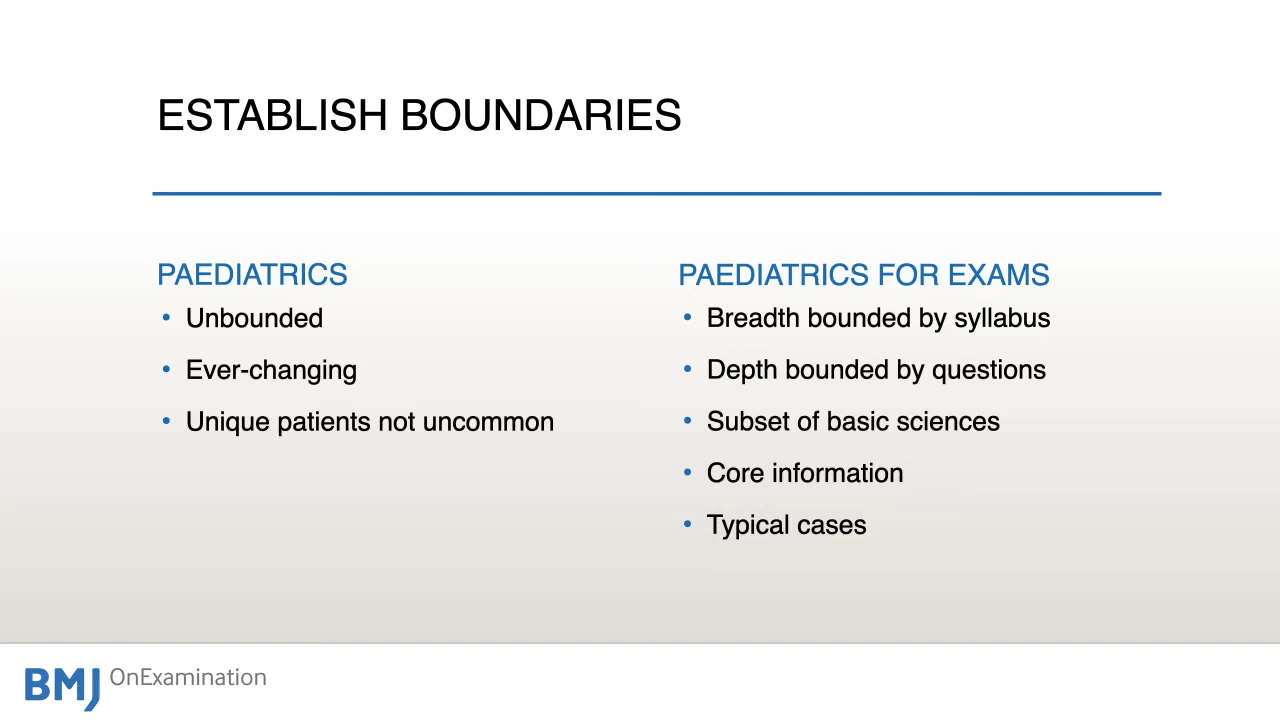 ESTABLISH BOUNDARIES
PAEDIATRICS
• Unbounded
• Ever-changing
• Unique patients not uncommon
PAEDIATRICS FOR EXAMS
• Breadth bounded by syllabus
• Depth bounded by questions
• Subset of basic sciences
• Core information
• Typical cases
BMJ OnExamination